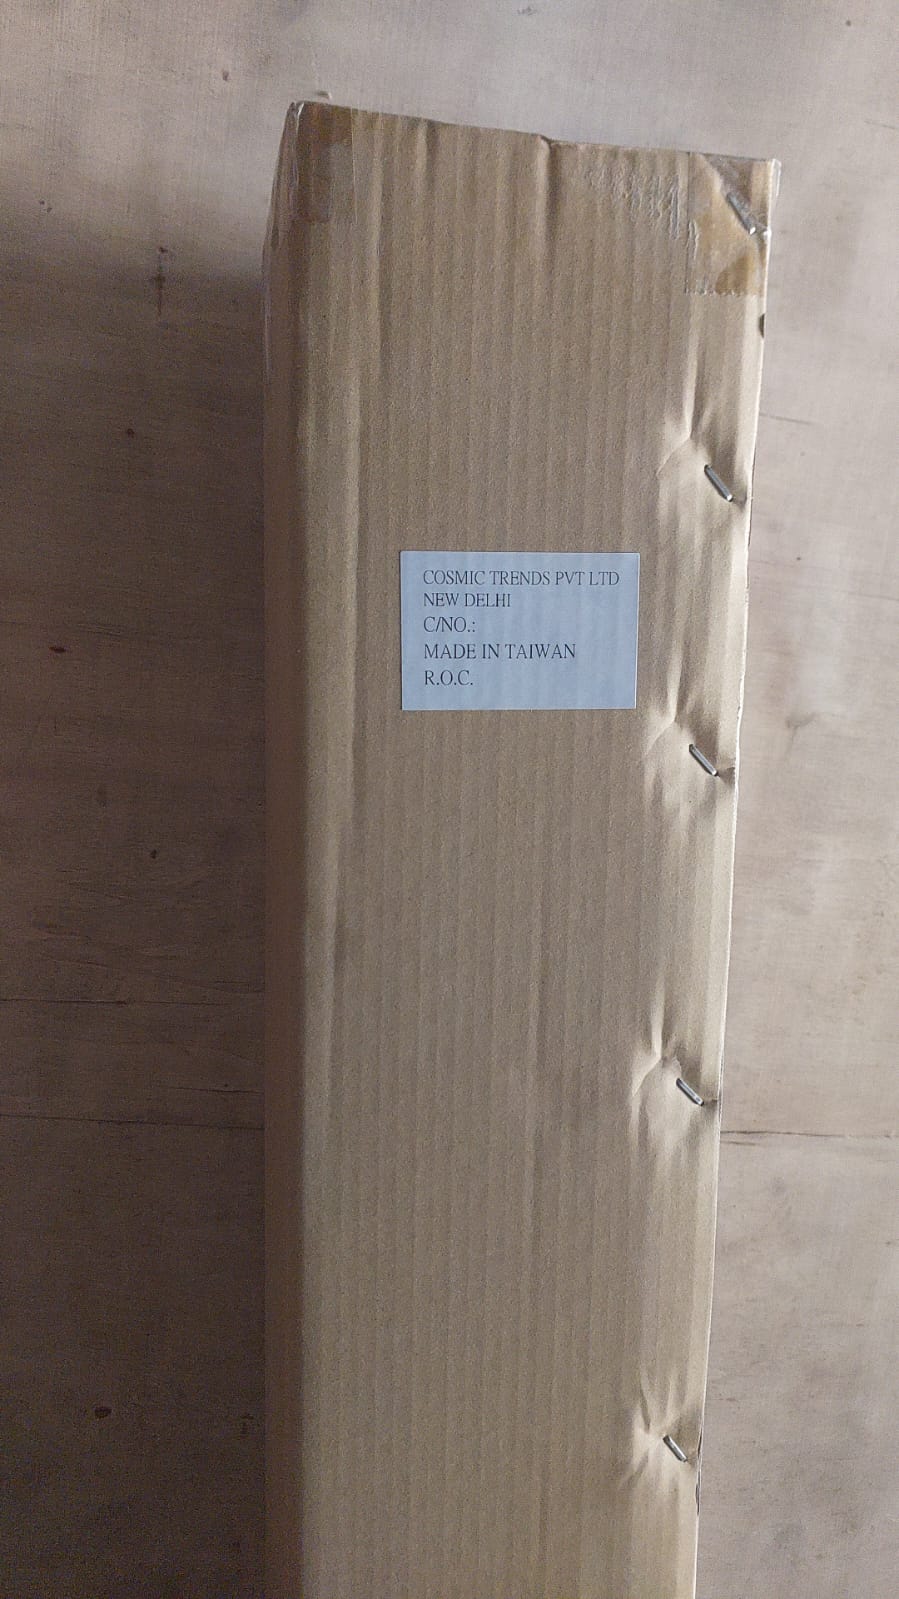 COSMIC TRENDS PVT LTD
NEW DELHI
C/NO.:
MADE IN TAIWAN
R.O.C.